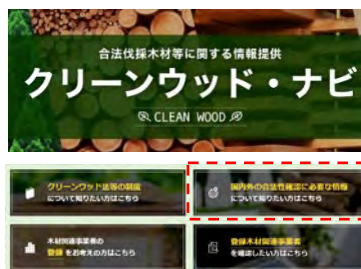 合法伐採木材等に関する情報提供
クリーンウッド・ナビ
CLEAN WOOD
クリーンウッド法等の制度
について知りたい方はこちら
国内外の合法性確認に必要な情報
について知りたい方はこちら
木材関連事業者の
登録 をお考えの方はこちら
登録木材関連事業者
を確認したい方はこちら